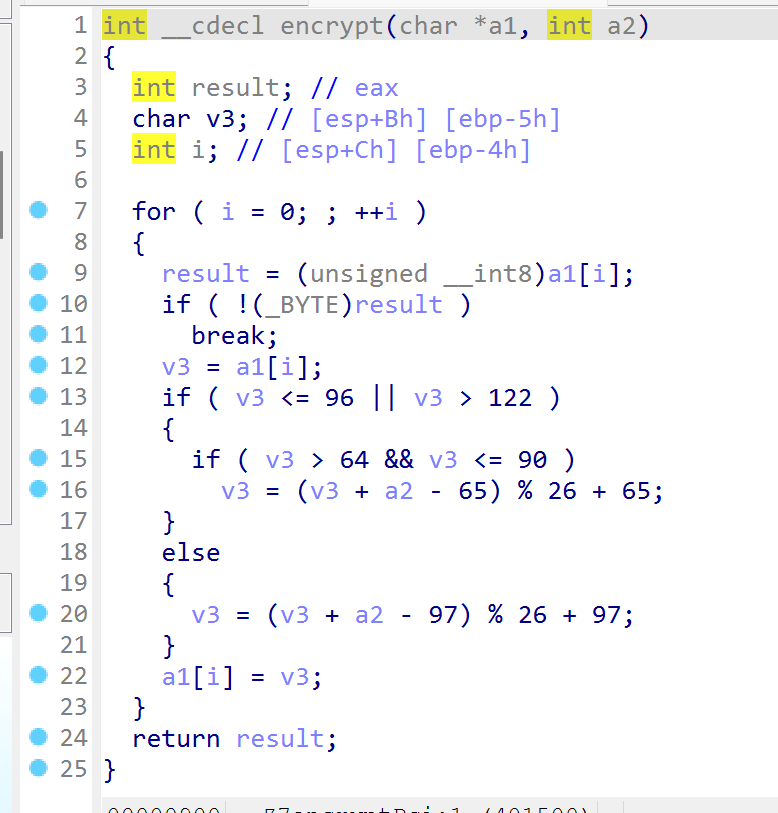 1 int __cdecl encrypt(char *a1, int a2)
2 {
3 int result; // eax
4 char v3; // [esp+Bh] [ebp-5h]
5 int i; // [esp+Ch] [ebp-4h]
6
7 for ( i = 0; ; ++i )
8 {
9 result = (unsigned __int8)a1[i];
10 if ( !(_BYTE)result )
11 break;
12 v3 = a1[i];
13 if ( v3 <= 96 || v3 > 122 )
14 {
15 if ( v3 > 64 && v3 <= 90 )
16 v3 = (v3 + a2 - 65) % 26 + 65;
17 }
18 else
19 {
20 v3 = (v3 + a2 - 97) % 26 + 97;
21 }
22 a1[i] = v3;
23 }
24 return result;
25 }